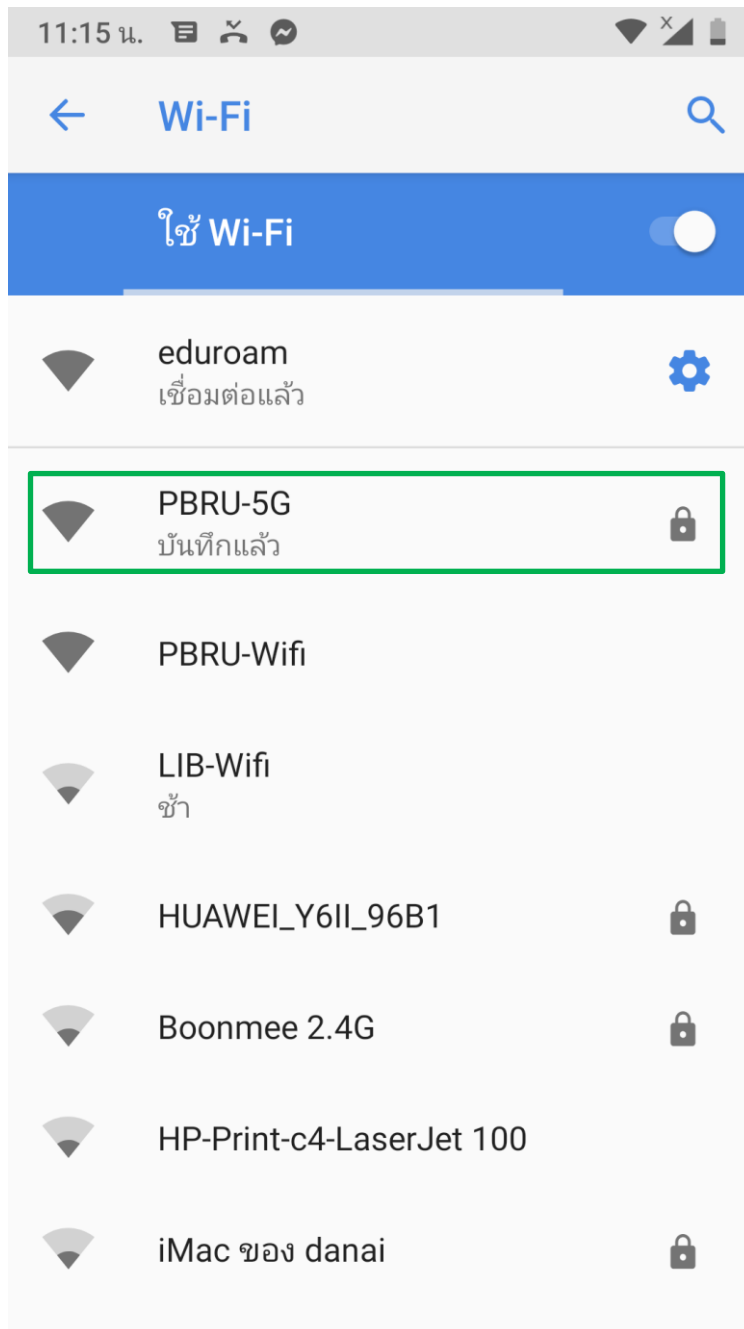 11:15 น.
Wi-Fi
ใช้ Wi-Fi
eduroam
เชื่อมต่อแล้ว
PBRU-5G
บันทึกแล้ว
PBRU-Wifi
LIB-Wifi
ช้า
HUAWEI_Y6II_96B1
Boonmee 2.4G
HP-Print-c4-LaserJet 100
iMac ของ danai